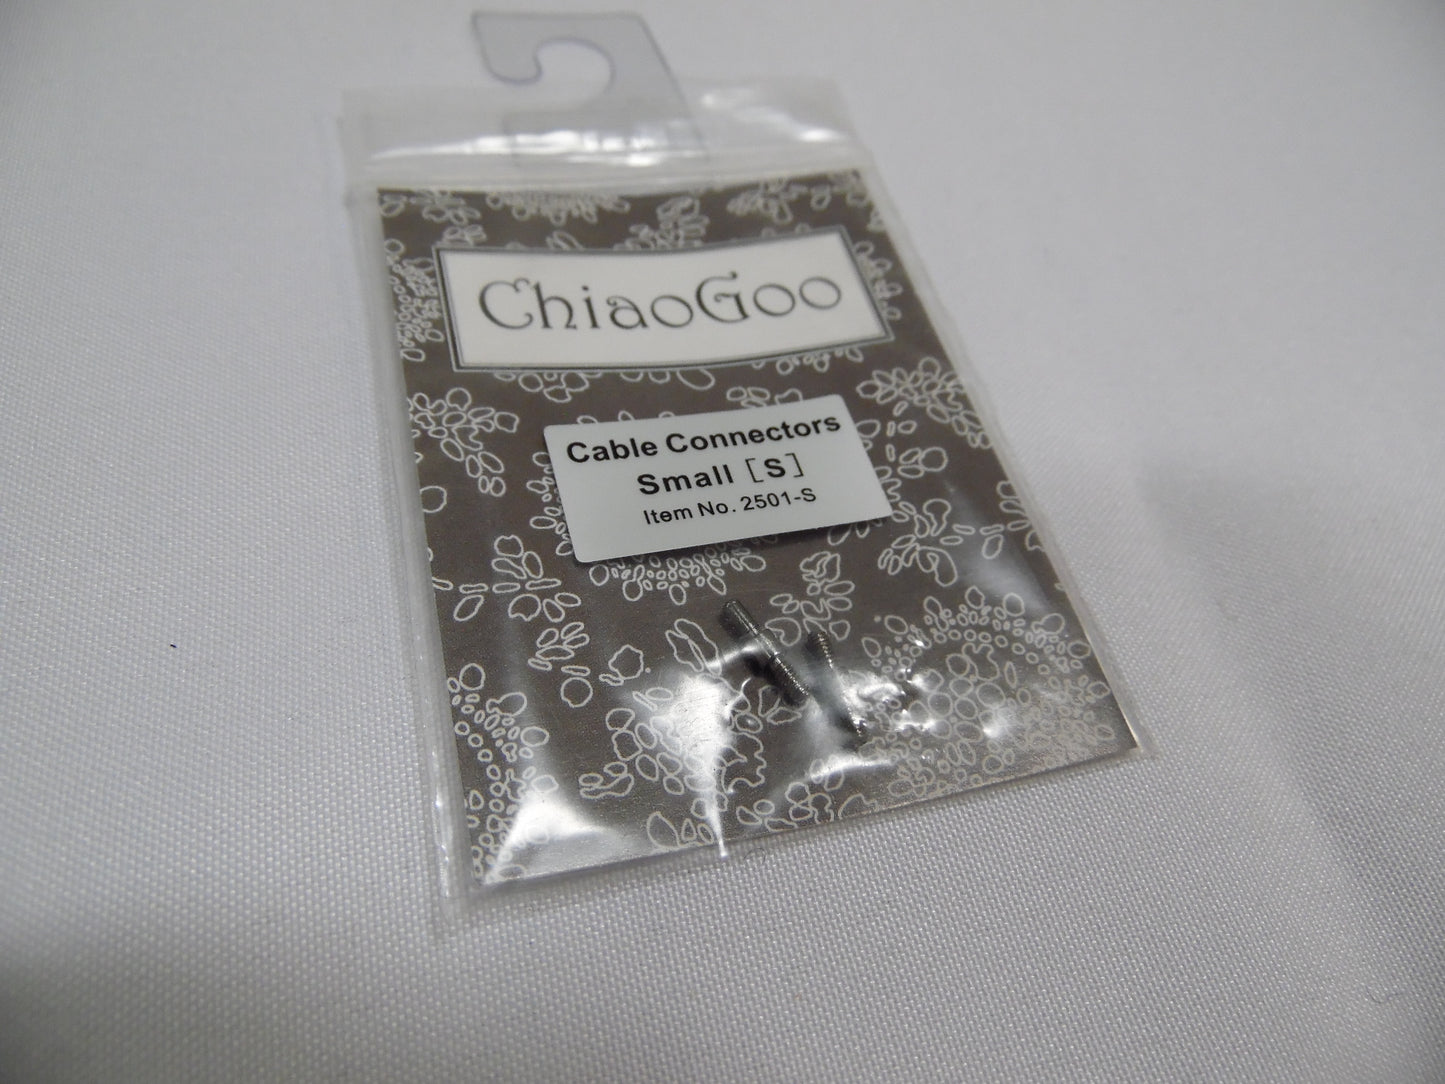 ChiaoGoo
Cable Connectors
Small [S]
Item No. 2501-S